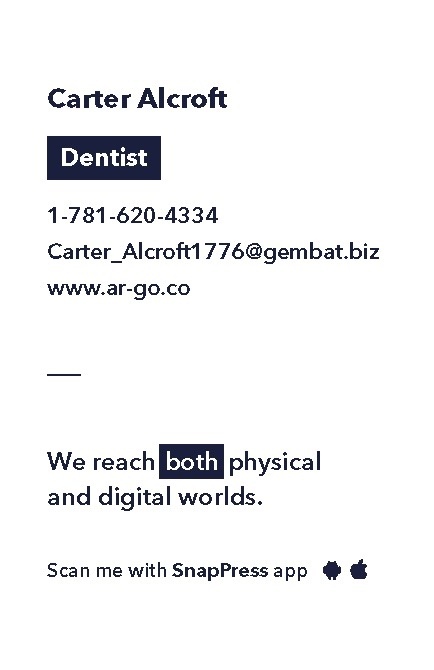 Carter Alcroft
Dentist
1-781-620-4334
Carter_Alcroft1776@gembat.biz
www.ar-go.co
We reach both physical
and digital worlds.
Scan me with SnapPress app